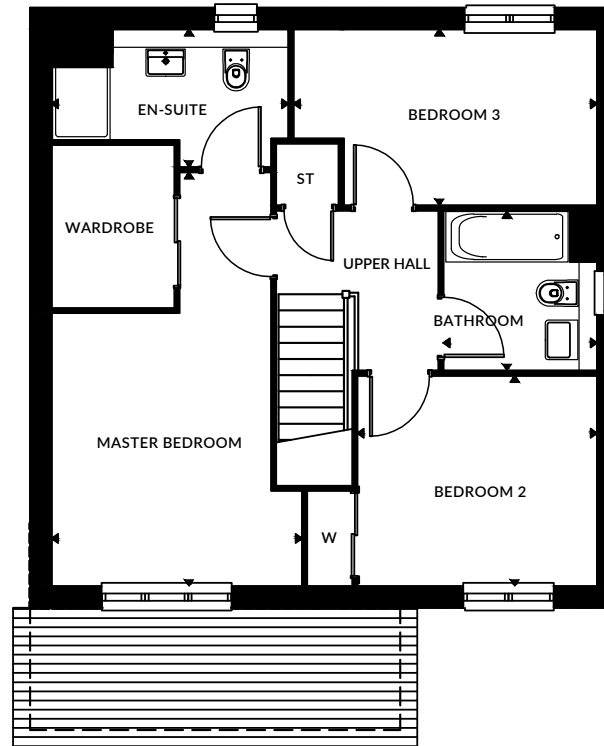 EN-SUITE
BEDROOM 3
ST
WARDROBE
UPPER HALL
BATHROOM
MASTER BEDROOM
BEDROOM 2
W